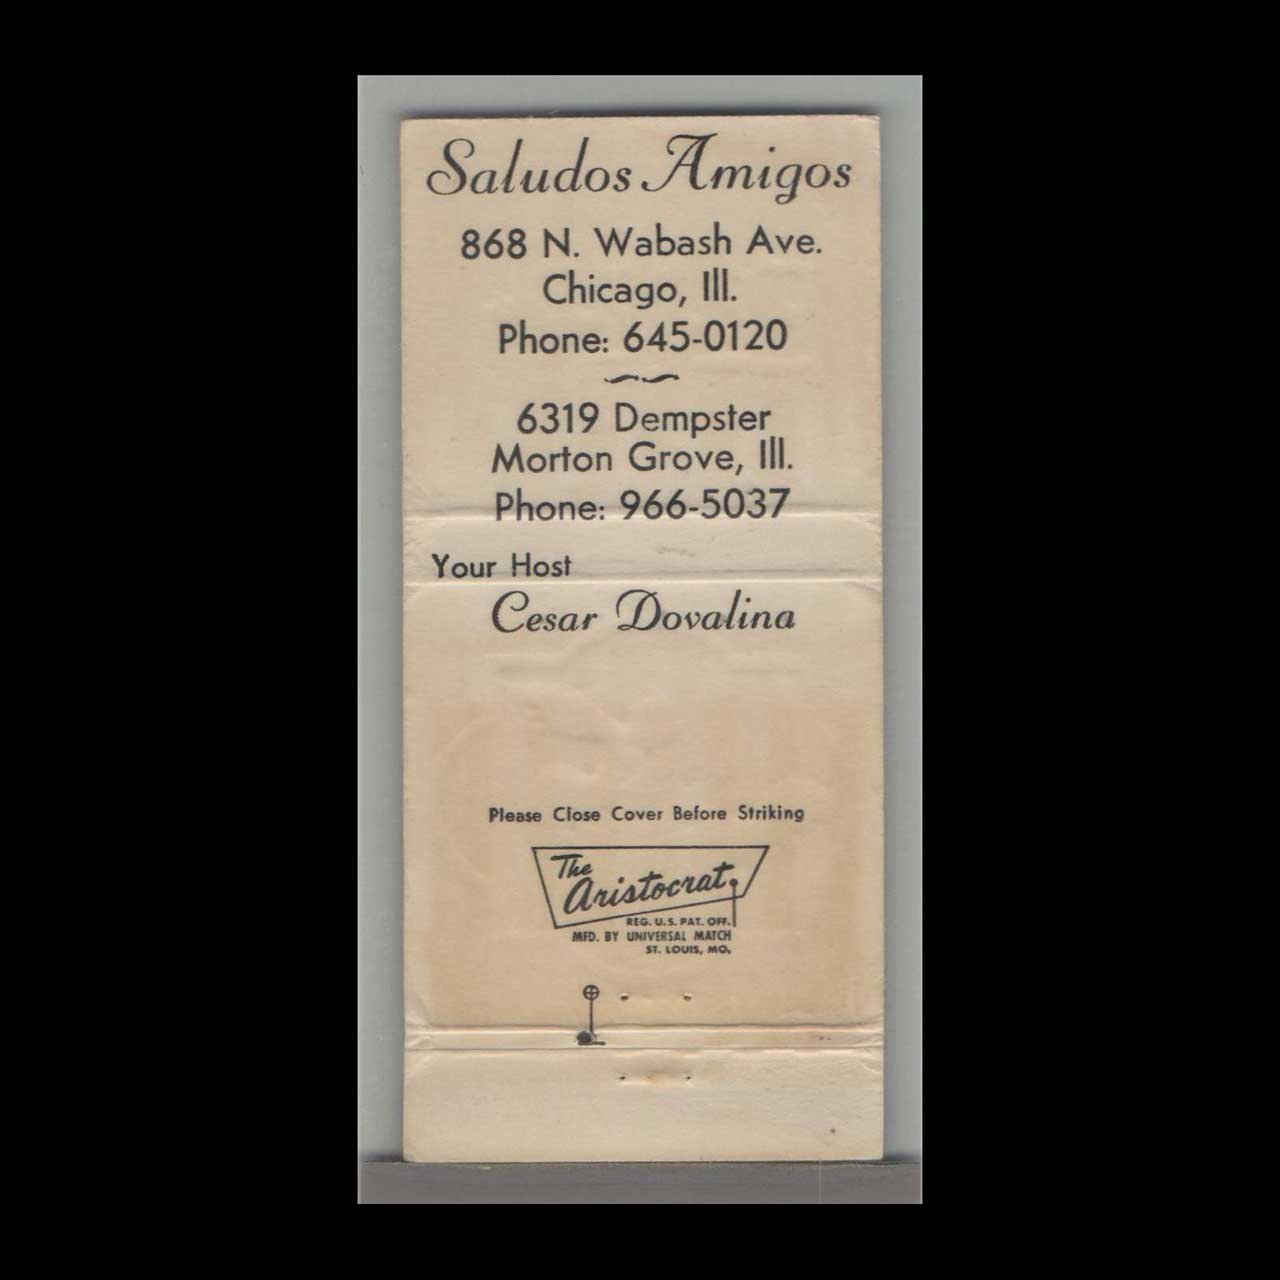 Saludos Amigos
868 N. Wabash Ave.
Chicago, Ill.
Phone: 645-0120
6319 Dempster
Morton Grove, Ill.
Phone: 966-5037
Your Host
Cesar Dovalina
Please Close Cover Before Striking
The
Aristocrat
REG. U.S. PAT. OFF.
MFD. BY UNIVERSAL MATCH
ST. LOUIS, MO.